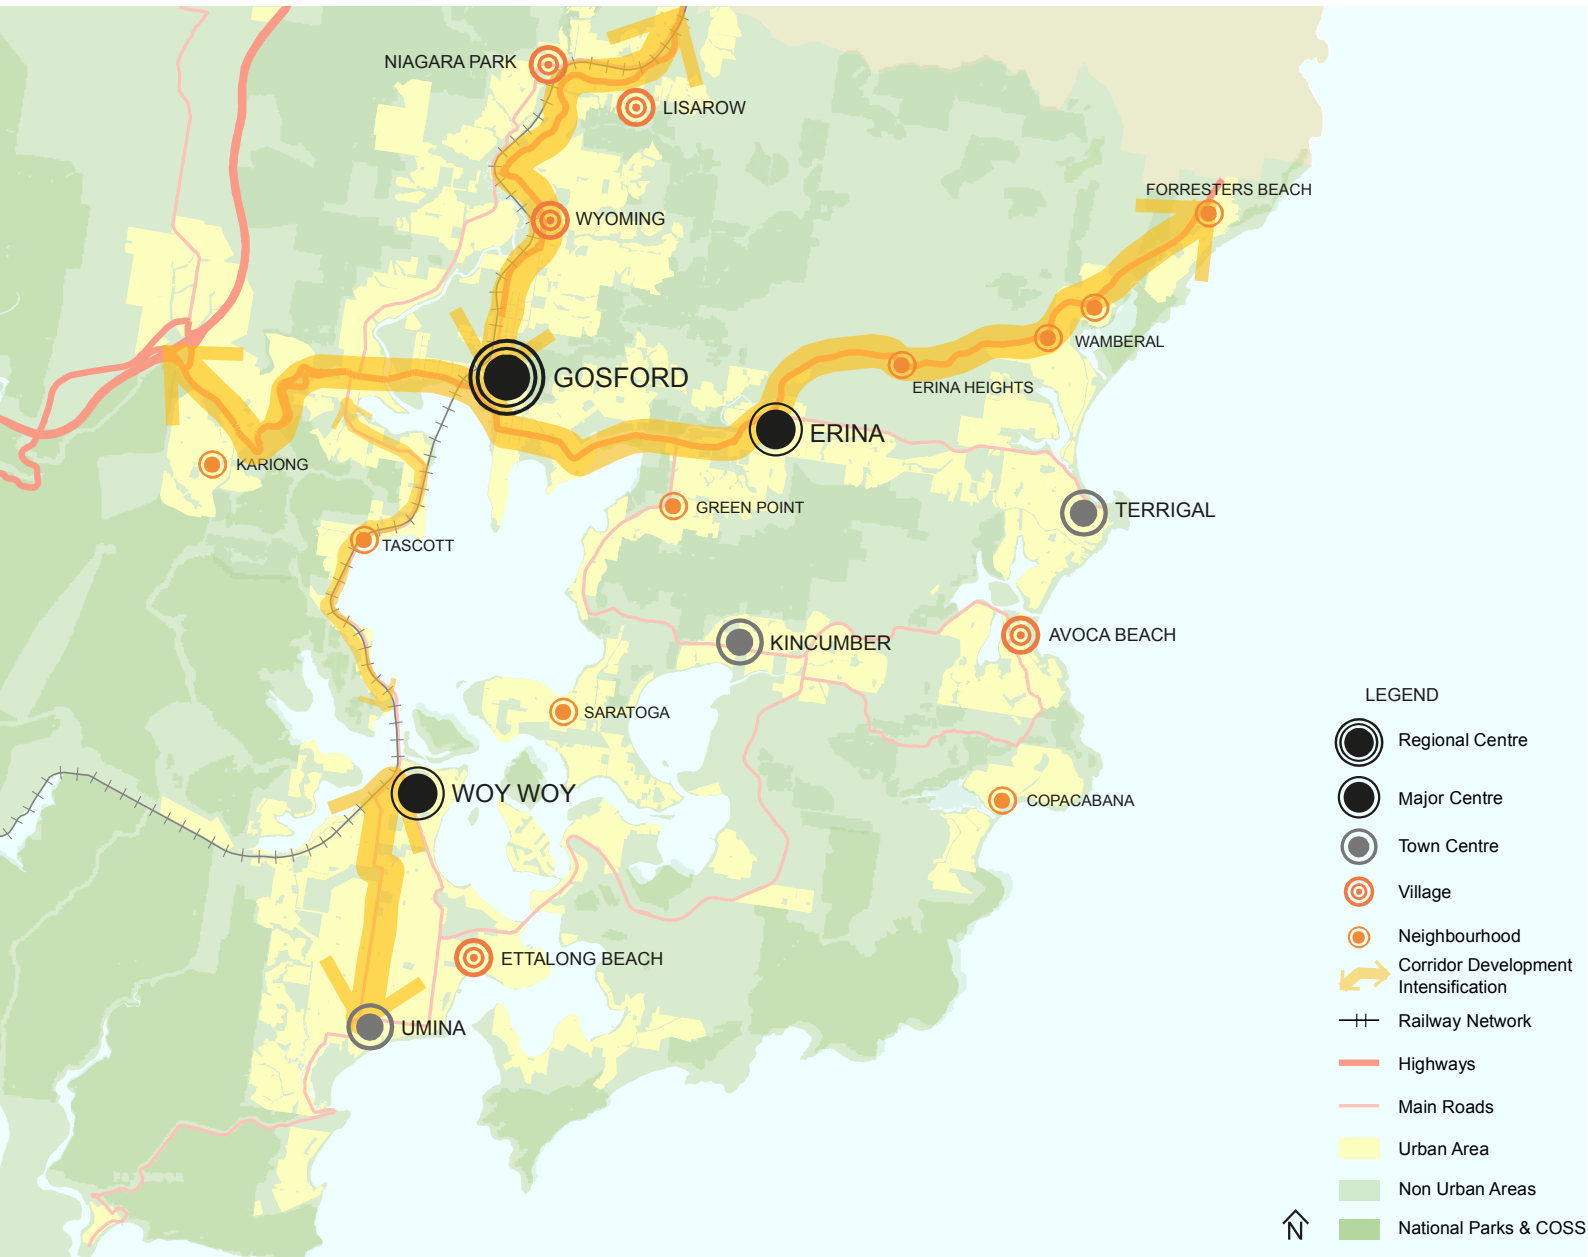 NIAGARA PARK
LISAROW
FORRESTERS BEACH
WYOMING
WAMBERAL
GOSFORD
ERINA HEIGHTS
ERINA
KARIONG
GREEN POINT
TERRIGAL
TASCOTT
AVOCA BEACH
KINCUMBER
SARATOGA
WOY WOY
COPACABANA
ETTALONG BEACH
UMINA
LEGEND
Regional Centre
Major Centre
Town Centre
Village
Neighbourhood
Corridor Development
Intensification
Railway Network
Highways
Main Roads
Urban Area
Non Urban Areas
National Parks & COSS
N